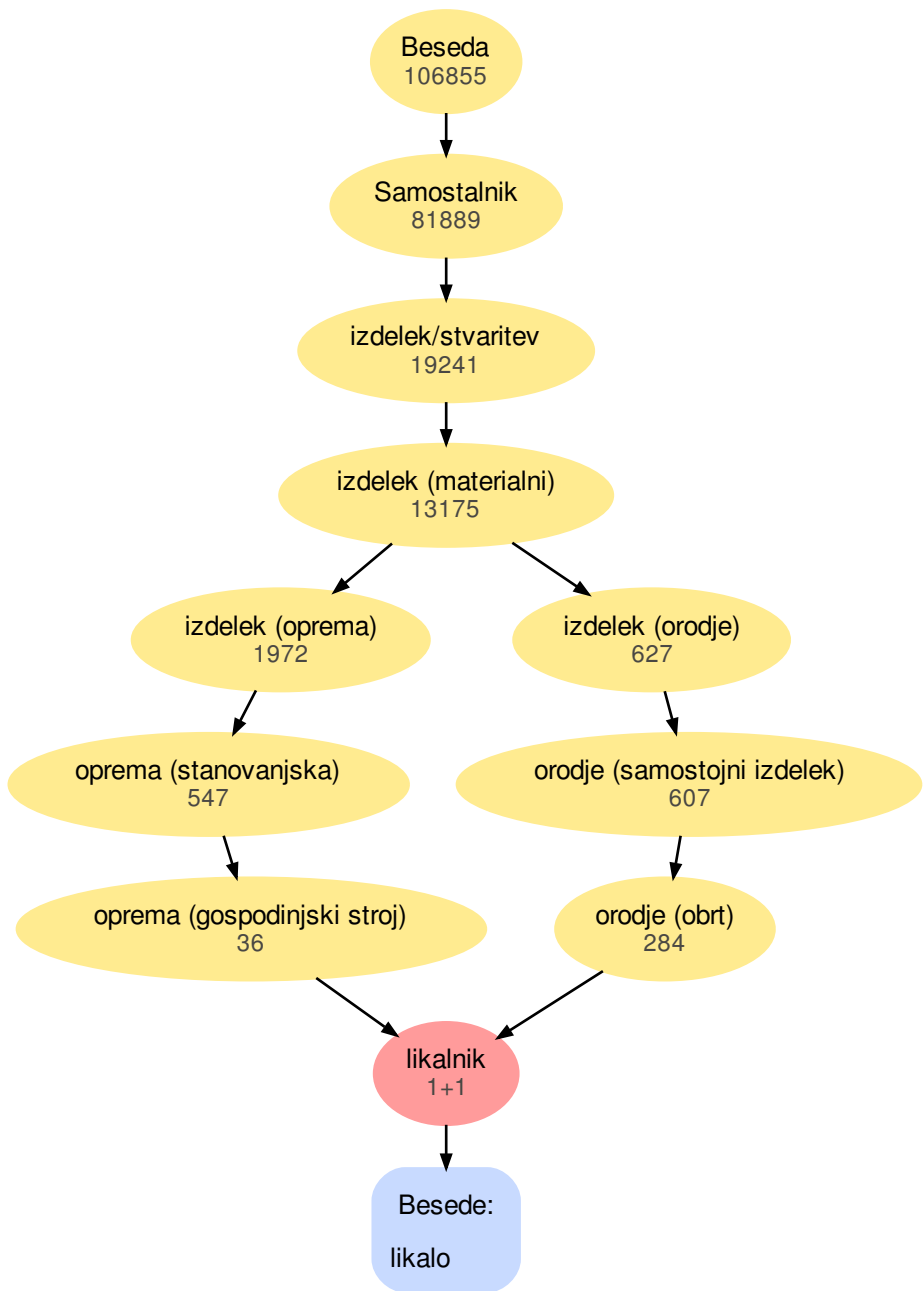 Beseda
106855
Samostalnik
81889
izdelek/stvaritev
19241
izdelek (materialni)
13175
izdelek (oprema)
1972
izdelek (orodje)
627
oprema (stanovanjska)
547
orodje (samostojni izdelek)
607
oprema (gospodinjski stroj)
36
orodje (obrt)
284
likalnik
1+1
Besede:
likalo